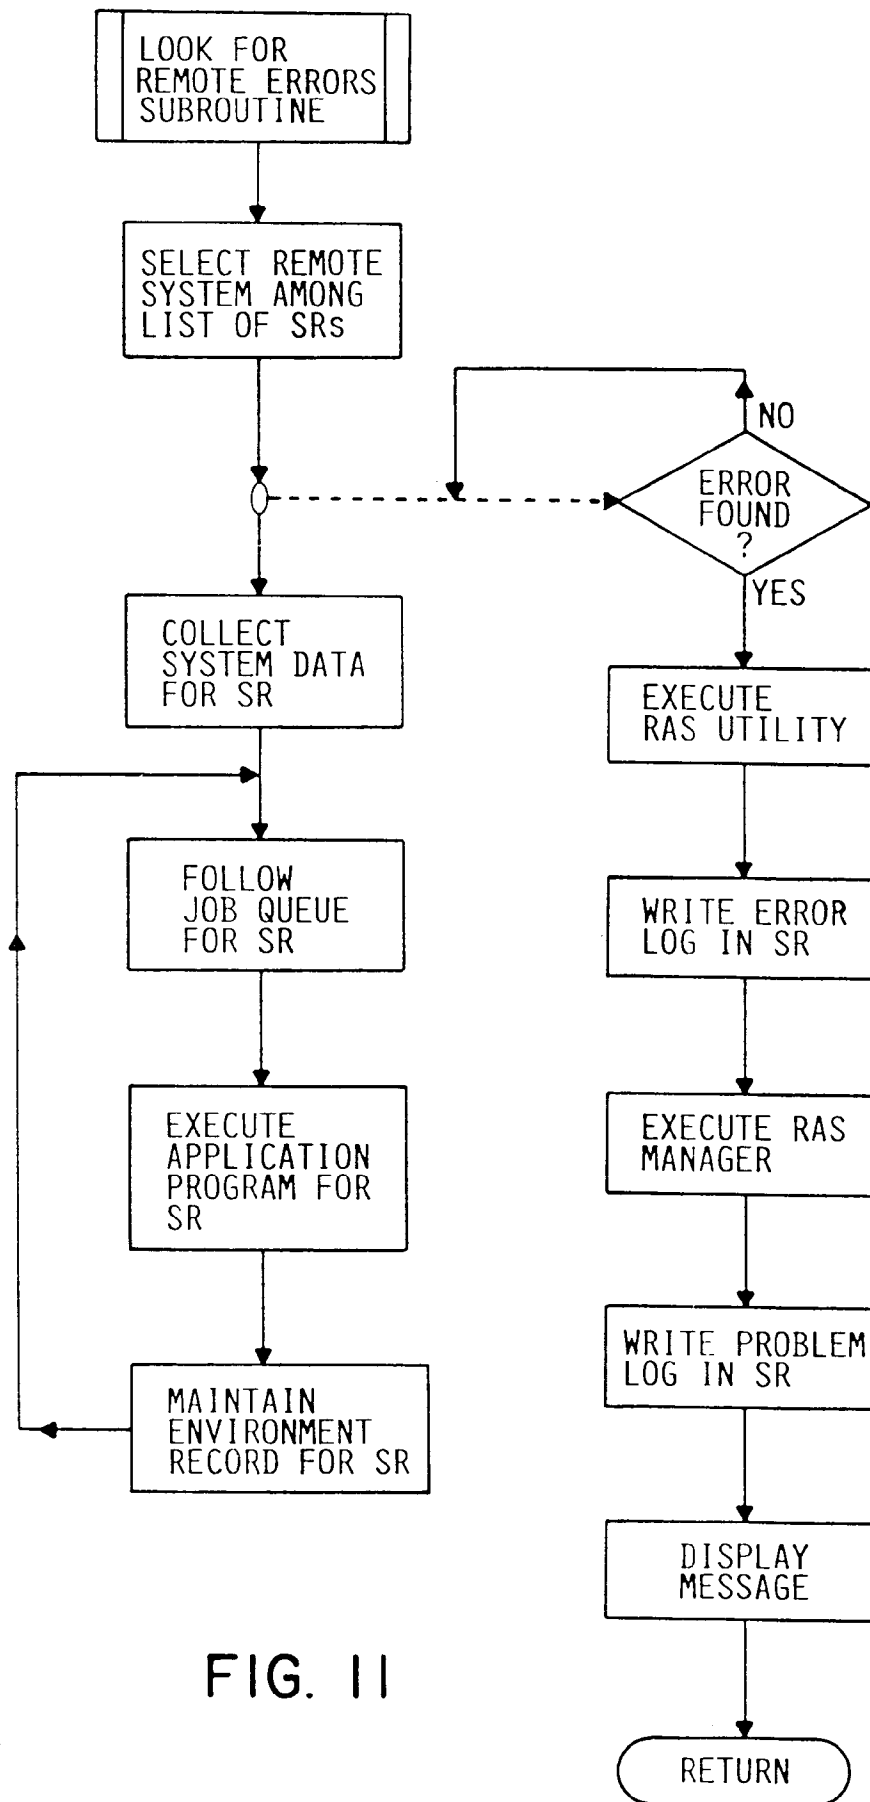 LOOK FOR
REMOTE ERRORS
SUBROUTINE
SELECT REMOTE
SYSTEM AMONG
LIST OF SRs
COLLECT
SYSTEM DATA
FOR SR
FOLLOW
JOB QUEUE
FOR SR
EXECUTE
APPLICATION
PROGRAM FOR
SR
MAINTAIN
ENVIRONMENT
RECORD FOR SR
NO
ERROR
FOUND
?
YES
EXECUTE
RAS UTILITY
WRITE ERROR
LOG IN SR
EXECUTE RAS
MANAGER
WRITE PROBLEM
LOG IN SR
DISPLAY
MESSAGE
RETURN
FIG. 11